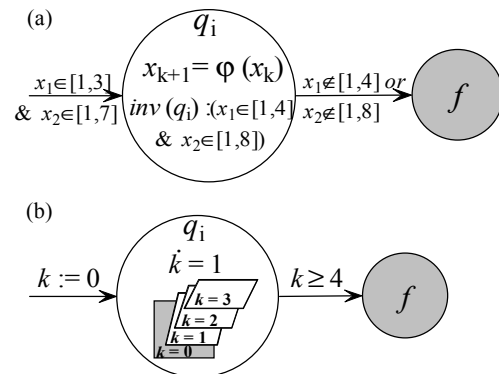 (a)
q_i
x_{k+1} = φ (x_k)
x_1∈[1,3]
& x_2∈[1,7]
inv (q_i) :(x_1∈[1,4]
& x_2∈[1,8])
x_1∉[1,4] or
x_2∉[1,8]
f
(b)
q_i
k̇ = 1
k := 0
k = 3
k = 2
k = 1
k = 0
k ≥ 4
f